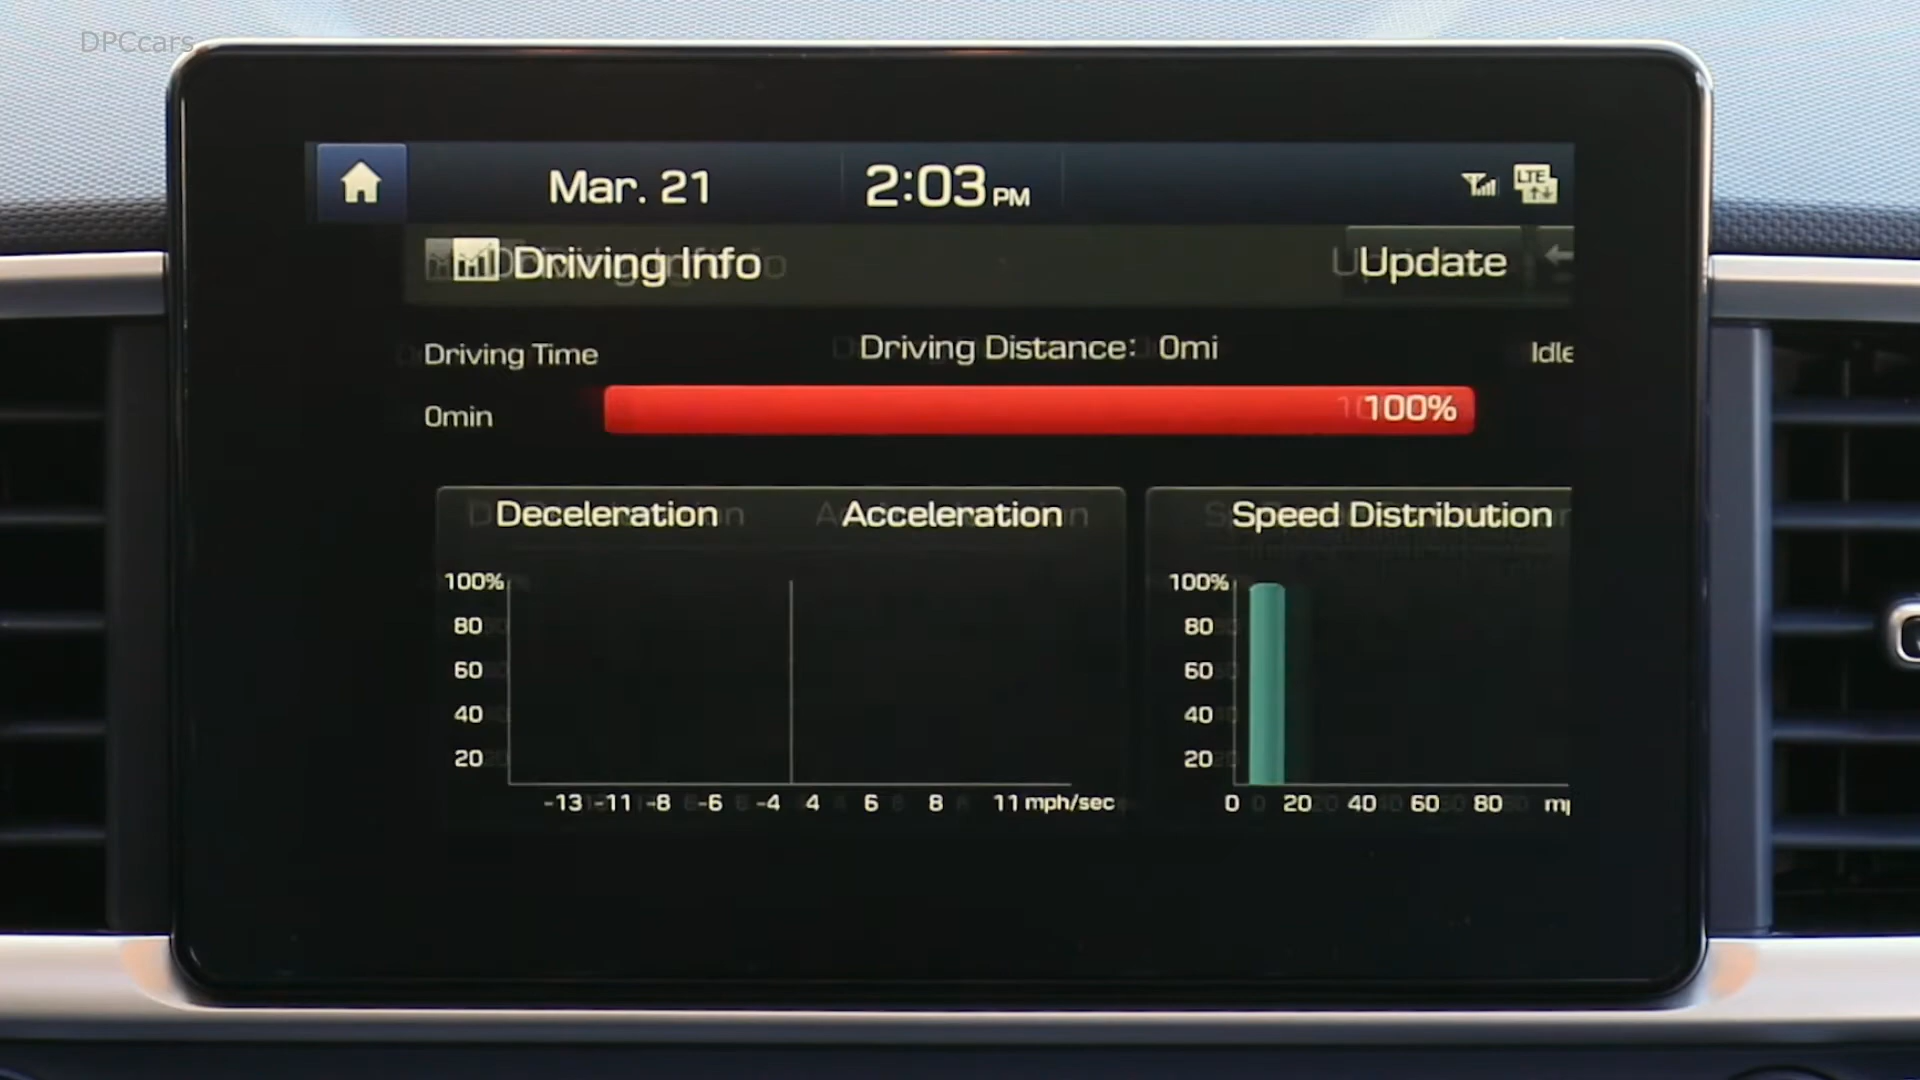 DPCcars
Mar. 21 2:03 PM LTE
Driving Info Update
Driving Time Driving Distance: 0mi Idle
0min 100%
Deceleration Acceleration Speed Distribution
100% 100%
80 80
60 60
40 40
20 20
-13 -11 -8 -6 -4 4 6 8 11 mph/sec 0 20 40 60 80